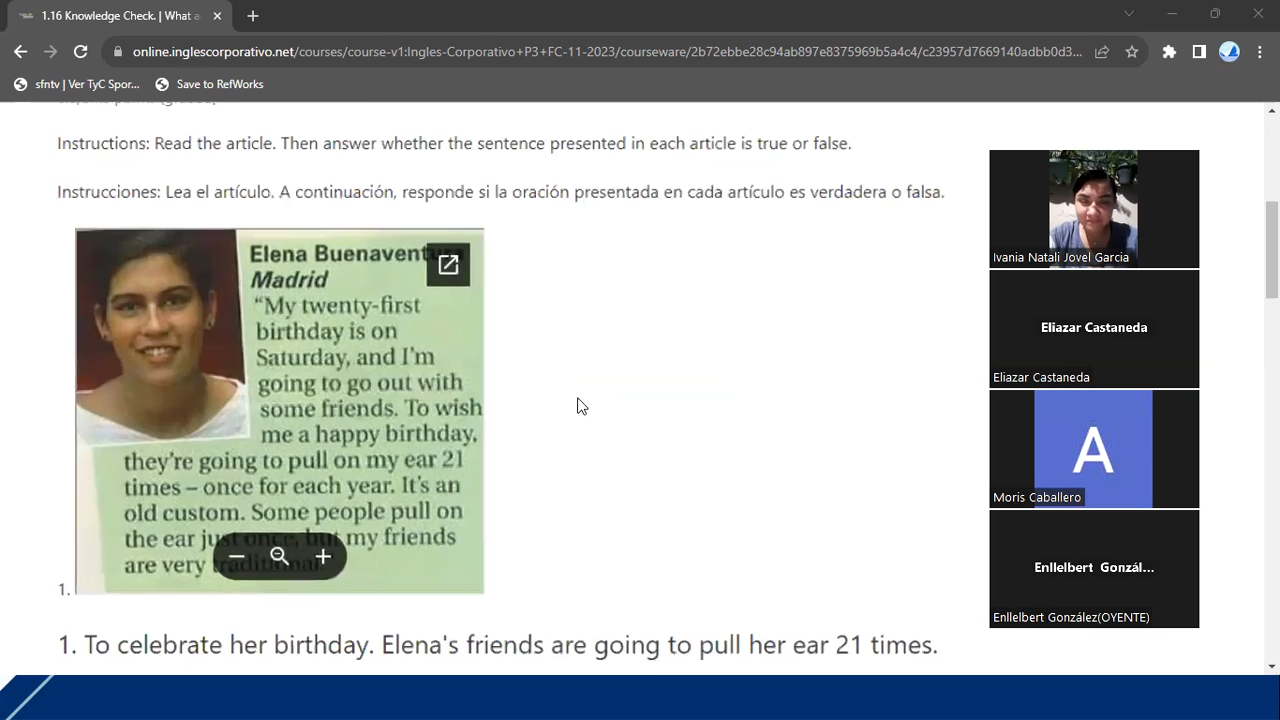 1.16 Knowledge Check. | What a
online.inglescorporativo.net/courses/course-v1:Ingles-Corporativo+P3+FC-11-2023/courseware/2b72ebbe28c94ab897e8375969b5a4c4/c23957d7669140adbb0d3...
sfntv | Ver TyC Spor...
Save to RefWorks
Instructions: Read the article. Then answer whether the sentence presented in each article is true or false.
Instrucciones: Lea el artículo. A continuación, responde si la oración presentada en cada artículo es verdadera o falsa.
Elena Buenavent
Madrid
"My twenty-first
birthday is on
Saturday, and I'm
going to go out with
some friends. To wish
me a happy birthday,
they're going to pull on my ear 21
times – once for each year. It's an
old custom. Some people pull on
the ear just once, but my friends
are very traditional
1.
1. To celebrate her birthday. Elena's friends are going to pull her ear 21 times.
Ivania Natali Jovel Garcia
Eliazar Castaneda
Eliazar Castaneda
A
Moris Caballero
Enllelbert Gonzál...
Enllelbert González(OYENTE)